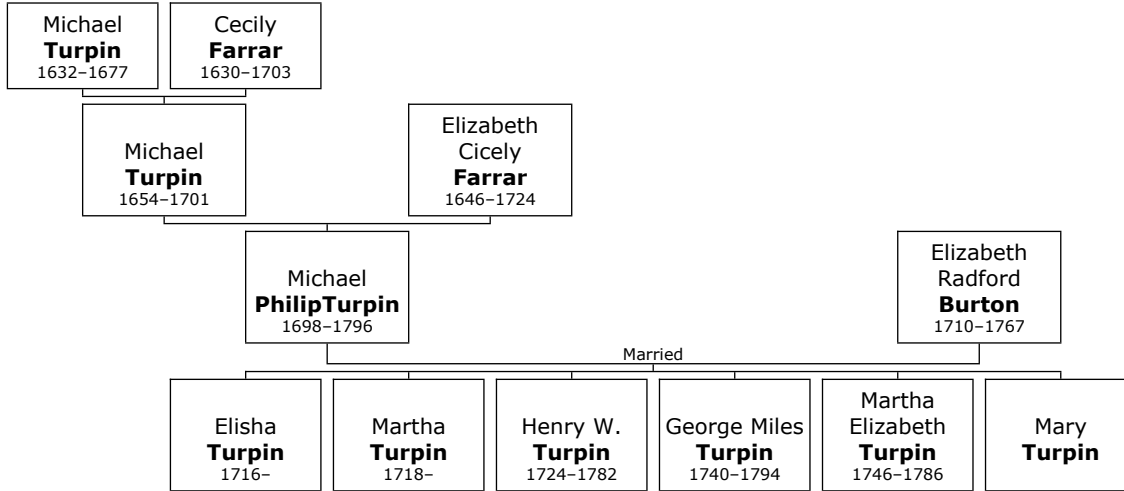 Michael
Turpin
1632–1677
Cecily
Farrar
1630–1703
Michael
Turpin
1654–1701
Elizabeth
Cicely
Farrar
1646–1724
Michael
PhilipTurpin
1698–1796
Elizabeth
Radford
Burton
1710–1767
Married
Elisha
Turpin
1716–
Martha
Turpin
1718–
Henry W.
Turpin
1724–1782
George Miles
Turpin
1740–1794
Martha
Elizabeth
Turpin
1746–1786
Mary
Turpin